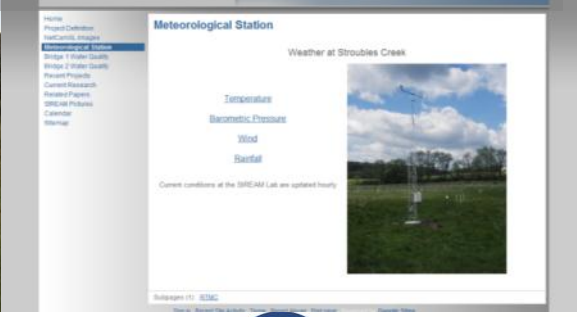 Home
Project Definition
NetCamXL Images
Meteorological Station
Bridge 1 Water Quality
Bridge 2 Water Quality
Recent Projects
Current Research
Related Papers
StREAM Pictures
Calendar
Sitemap
Meteorological Station
Weather at Stroubles Creek
Temperature
Barometric Pressure
Wind
Rainfall
Current conditions at the StREAM Lab are updated hourly
Subpages (1): RTMC